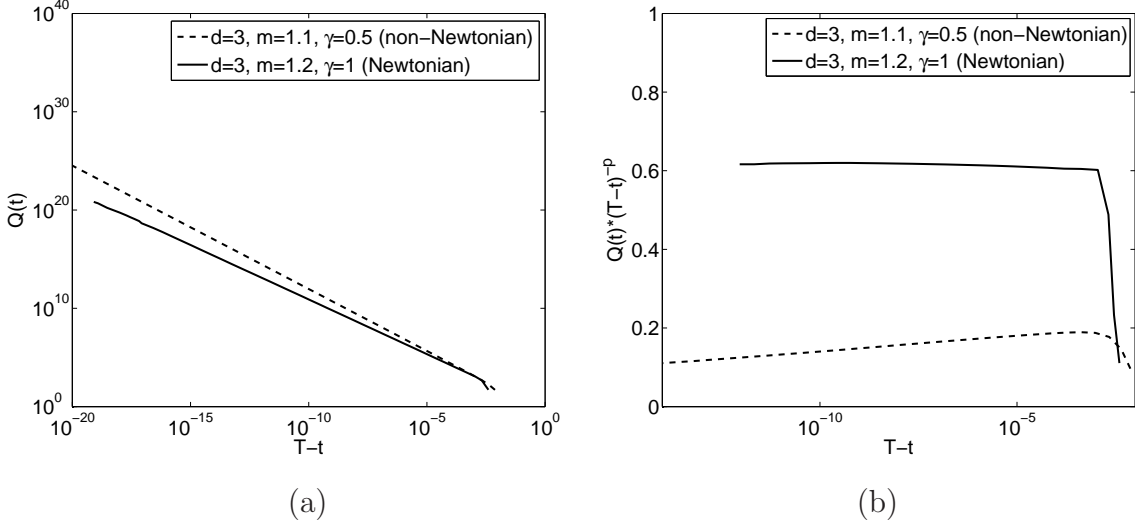 10^40
10^30
10^20
10^10
10^0
Q(t)
d=3, m=1.1, γ=0.5 (non−Newtonian)
d=3, m=1.2, γ=1 (Newtonian)
10^−20
10^−15
10^−10
10^−5
10^0
T−t
(a)
1
0.8
0.6
0.4
0.2
0
Q(t)*(T−t)^−p
d=3, m=1.1, γ=0.5 (non−Newtonian)
d=3, m=1.2, γ=1 (Newtonian)
10^−10
10^−5
T−t
(b)